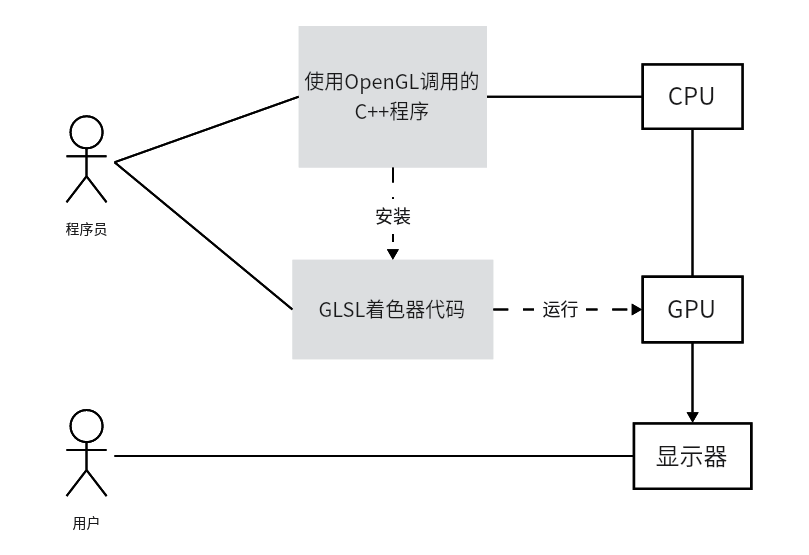 使用OpenGL调用的
C++程序
CPU
程序员
安装
GLSL着色器代码
运行
GPU
显示器
用户